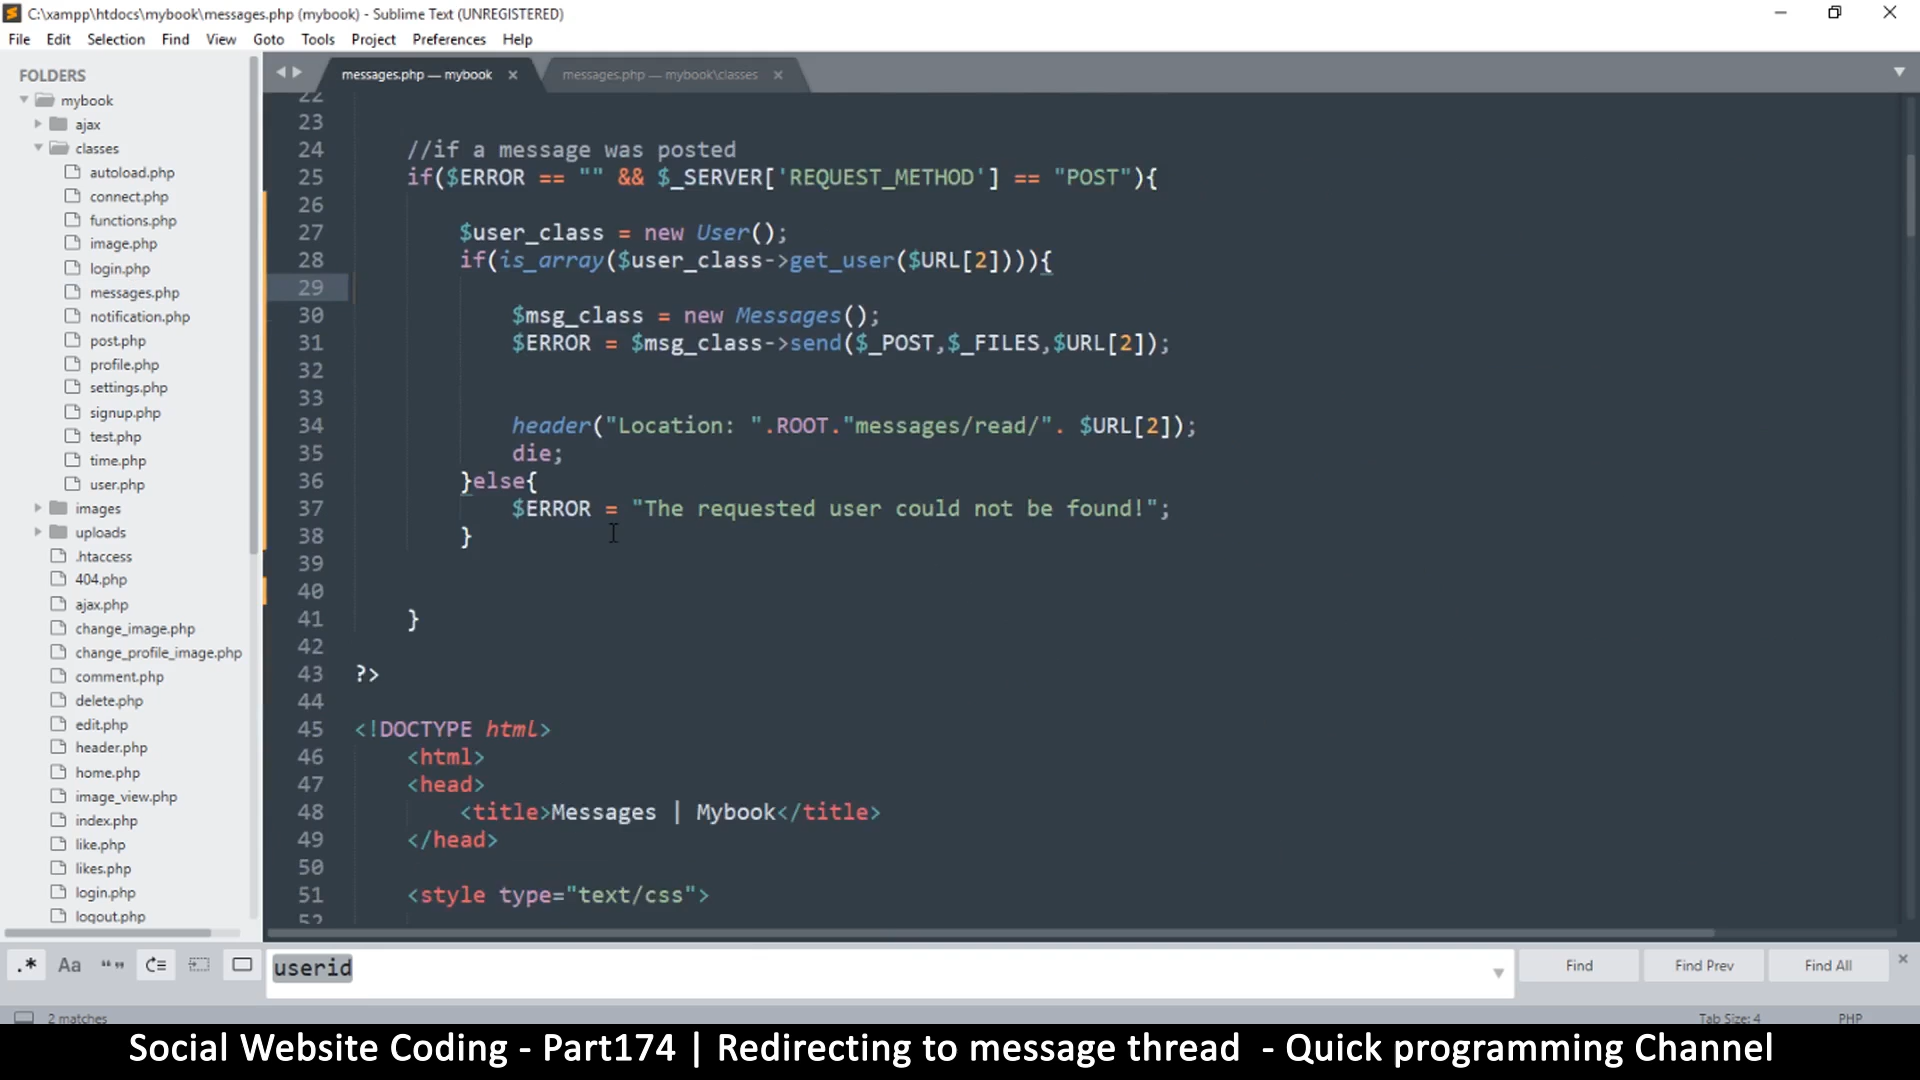 C:\xampp\htdocs\mybook\messages.php (mybook) - Sublime Text (UNREGISTERED)
File Edit Selection Find View Goto Tools Project Preferences Help
FOLDERS
mybook
ajax
classes
autoload.php
connect.php
functions.php
image.php
login.php
messages.php
notification.php
post.php
profile.php
settings.php
signup.php
test.php
time.php
user.php
images
uploads
.htaccess
404.php
ajax.php
change_image.php
change_profile_image.php
comment.php
delete.php
edit.php
header.php
home.php
image_view.php
index.php
like.php
likes.php
login.php
logout.php
messages.php — mybook × messages.php — mybook\classes ×
22
23
24 //if a message was posted
25 if($ERROR == "" && $_SERVER['REQUEST_METHOD'] == "POST"){
26
27 $user_class = new User();
28 if(is_array($user_class->get_user($URL[2]))){
29
30 $msg_class = new Messages();
31 $ERROR = $msg_class->send($_POST,$_FILES,$URL[2]);
32
33
34 header("Location: ".ROOT."messages/read/". $URL[2]);
35 die;
36 }else{
37 $ERROR = "The requested user could not be found!";
38 }
39
40
41 }
42
43 ?>
44
45 <!DOCTYPE html>
46 <html>
47 <head>
48 <title>Messages | Mybook</title>
49 </head>
50
51 <style type="text/css">
52
.* Aa “” userid Find Find Prev Find All ×
2 matches Tab Size: 4 PHP
Social Website Coding - Part174 | Redirecting to message thread - Quick programming Channel